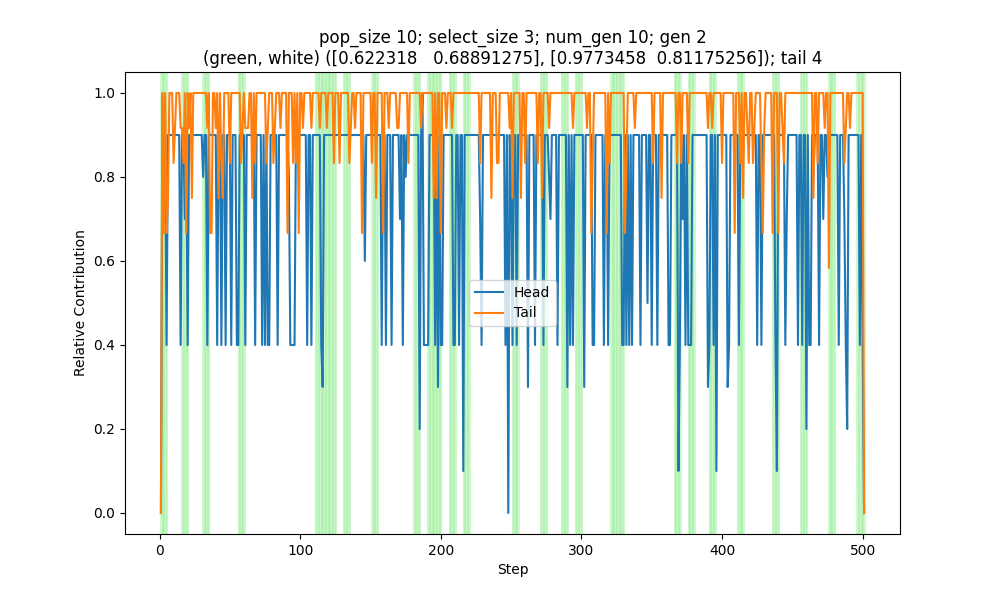 pop_size 10; select_size 3; num_gen 10; gen 2
(green, white) ([0.622318   0.68891275], [0.9773458  0.81175256]); tail 4
1.0
0.8
0.6
0.4
0.2
0.0
Relative Contribution
Head
Tail
0
100
200
300
400
500
Step